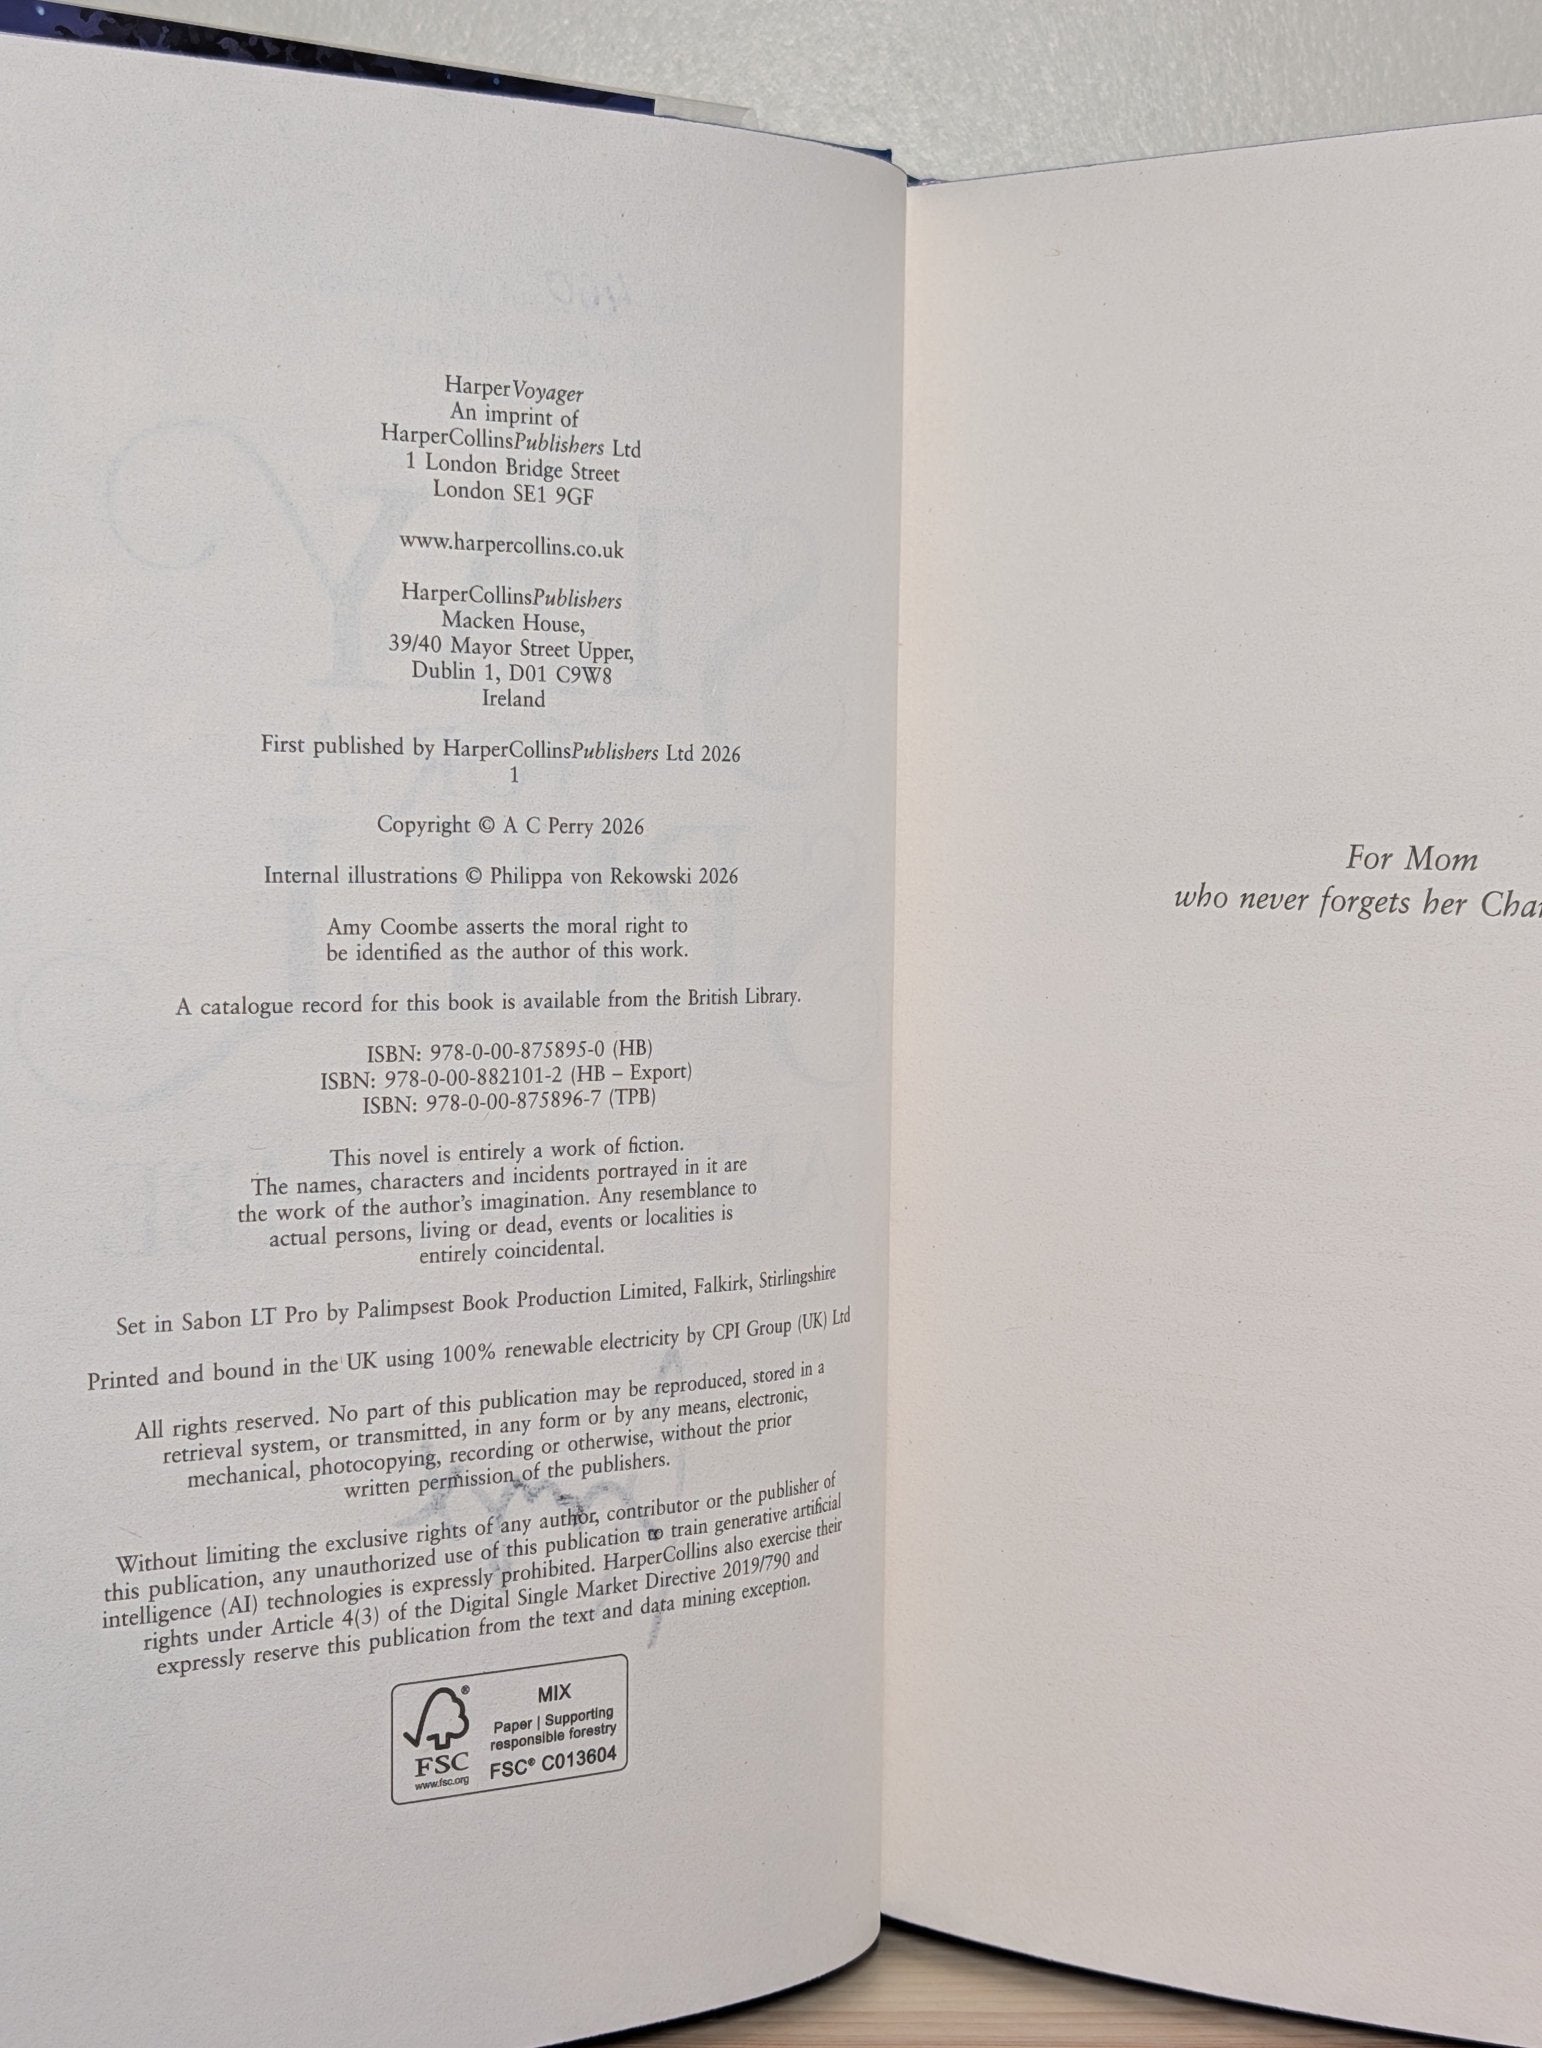 HarperVoyager
An imprint of
HarperCollinsPublishers Ltd
1 London Bridge Street
London SE1 9GF
www.harpercollins.co.uk
HarperCollinsPublishers
Macken House,
39/40 Mayor Street Upper,
Dublin 1, D01 C9W8
Ireland
First published by HarperCollinsPublishers Ltd 2026
1
Copyright © A C Perry 2026
Internal illustrations © Philippa von Rekowski 2026
Amy Coombe asserts the moral right to
be identified as the author of this work.
A catalogue record for this book is available from the British Library.
ISBN: 978-0-00-875895-0 (HB)
ISBN: 978-0-00-882101-2 (HB – Export)
ISBN: 978-0-00-875896-7 (TPB)
This novel is entirely a work of fiction.
The names, characters and incidents portrayed in it are
the work of the author's imagination. Any resemblance to
actual persons, living or dead, events or localities is
entirely coincidental.
Set in Sabon LT Pro by Palimpsest Book Production Limited, Falkirk, Stirlingshire
Printed and bound in the UK using 100% renewable electricity by CPI Group (UK) Ltd
All rights reserved. No part of this publication may be reproduced, stored in a
retrieval system, or transmitted, in any form or by any means, electronic,
mechanical, photocopying, recording or otherwise, without the prior
written permission of the publishers.
Without limiting the exclusive rights of any author, contributor or the publisher of
this publication, any unauthorized use of this publication to train generative artificial
intelligence (AI) technologies is expressly prohibited. HarperCollins also exercise their
rights under Article 4(3) of the Digital Single Market Directive 2019/790 and
expressly reserve this publication from the text and data mining exception.
FSC
www.fsc.org
MIX
Paper | Supporting
responsible forestry
FSC® C013604
For Mom
who never forgets her